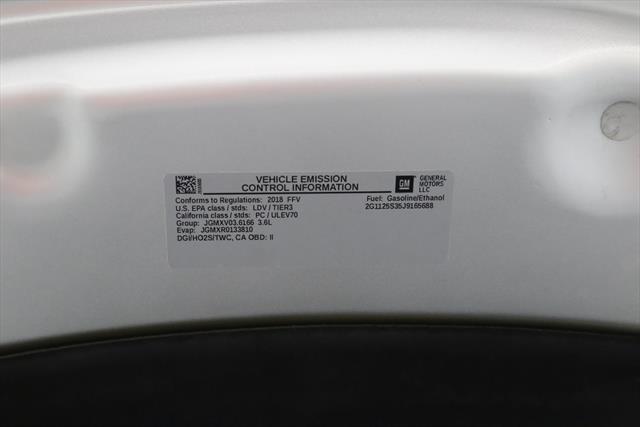 VEHICLE EMISSION
CONTROL INFORMATION
GM
GENERAL
MOTORS
LLC
Conforms to Regulations: 2018 FFV
Fuel: Gasoline/Ethanol
U.S. EPA class / stds: LDV / TIER3
2G1125S35J9165688
California class / stds: PC / ULEV70
Group: JGMXV03.6166 3.6L
Evap: JGMXR0133810
DGI/HO2S/TWC, CA OBD: II